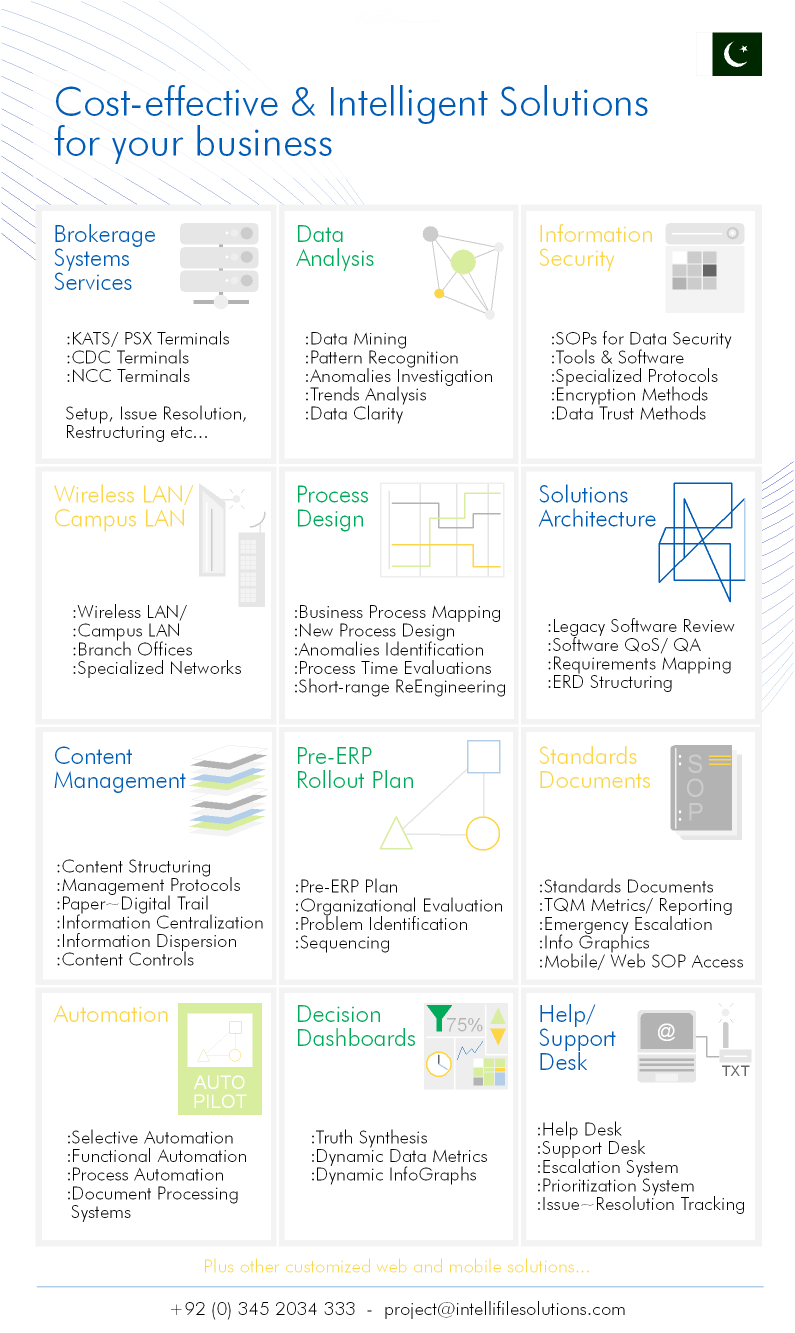 Cost-effective & Intelligent Solutions
for your business
Brokerage
Systems
Services
:KATS/ PSX Terminals
:CDC Terminals
:NCC Terminals
Setup, Issue Resolution,
Restructuring etc...
Data
Analysis
:Data Mining
:Pattern Recognition
:Anomalies Investigation
:Trends Analysis
:Data Clarity
Information
Security
:SOPs for Data Security
:Tools & Software
:Specialized Protocols
:Encryption Methods
:Data Trust Methods
Wireless LAN/
Campus LAN
:Wireless LAN/
:Campus LAN
:Branch Offices
:Specialized Networks
Process
Design
:Business Process Mapping
:New Process Design
:Anomalies Identification
:Process Time Evaluations
:Short-range ReEngineering
Solutions
Architecture
:Legacy Software Review
:Software QoS/ QA
:Requirements Mapping
:ERD Structuring
Content
Management
:Content Structuring
:Management Protocols
:Paper~Digital Trail
:Information Centralization
:Information Dispersion
:Content Controls
Pre-ERP
Rollout Plan
:Pre-ERP Plan
:Organizational Evaluation
:Problem Identification
:Sequencing
Standards
Documents
S
O
P
:Standards Documents
:TQM Metrics/ Reporting
:Emergency Escalation
:Info Graphics
:Mobile/ Web SOP Access
Automation
AUTO
PILOT
:Selective Automation
:Functional Automation
:Process Automation
:Document Processing
Systems
Decision
Dashboards
75%
:Truth Synthesis
:Dynamic Data Metrics
:Dynamic InfoGraphs
Help/
Support
Desk
@
TXT
:Help Desk
:Support Desk
:Escalation System
:Prioritization System
:Issue~Resolution Tracking
Plus other customized web and mobile solutions...
+92 (0) 345 2034 333 - project@intellifilesolutions.com